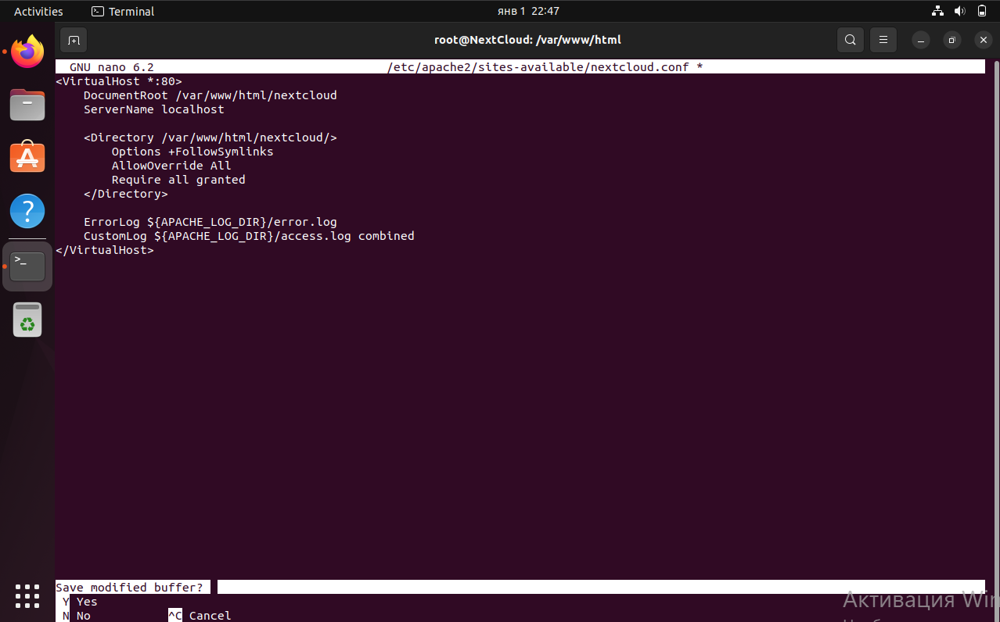 Activities Terminal янв 1 22:47
root@NextCloud: /var/www/html
GNU nano 6.2 /etc/apache2/sites-available/nextcloud.conf *
<VirtualHost *:80>
    DocumentRoot /var/www/html/nextcloud
    ServerName localhost
    <Directory /var/www/html/nextcloud/>
        Options +FollowSymlinks
        AllowOverride All
        Require all granted
    </Directory>
    ErrorLog ${APACHE_LOG_DIR}/error.log
    CustomLog ${APACHE_LOG_DIR}/access.log combined
</VirtualHost>
Save modified buffer?
Y Yes
N No ^C Cancel
Активация Win